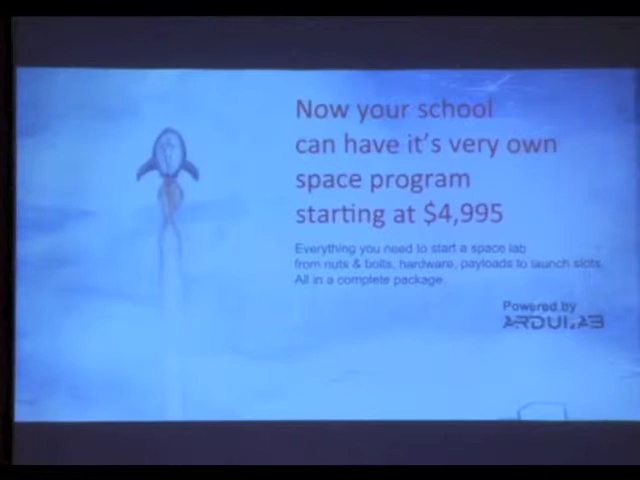 Now your school
can have it's very own
space program
starting at $4,995
Everything you need to start a space lab
from nuts & bolts, hardware, payloads to launch slots.
All in a complete package.
Powered by
ARDULAB